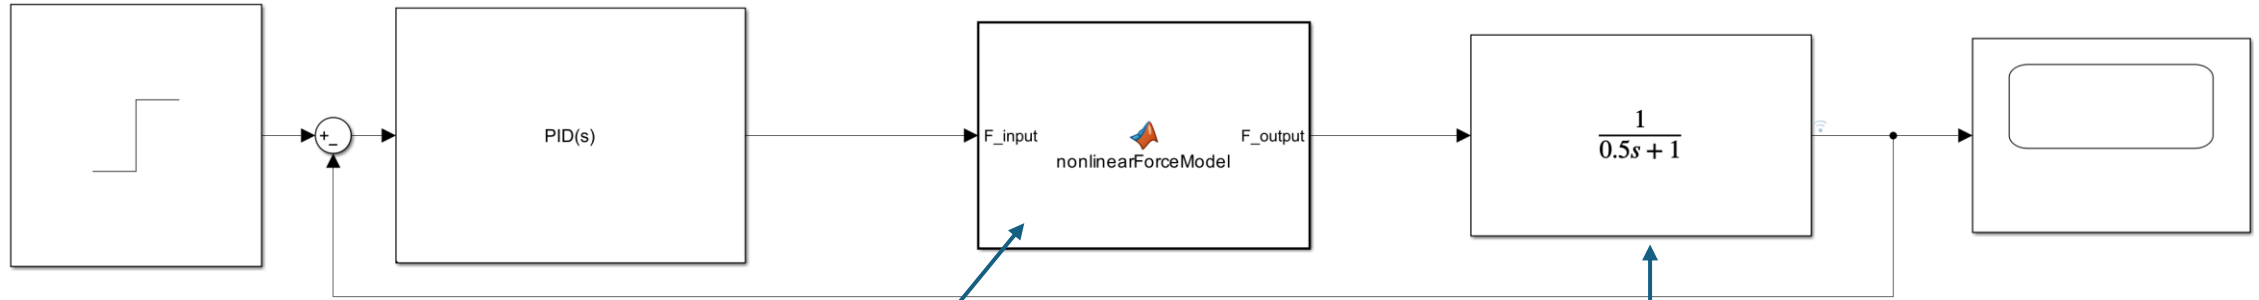 +
−
PID(s)
F_input
nonlinearForceModel
F_output
1
0.5s + 1